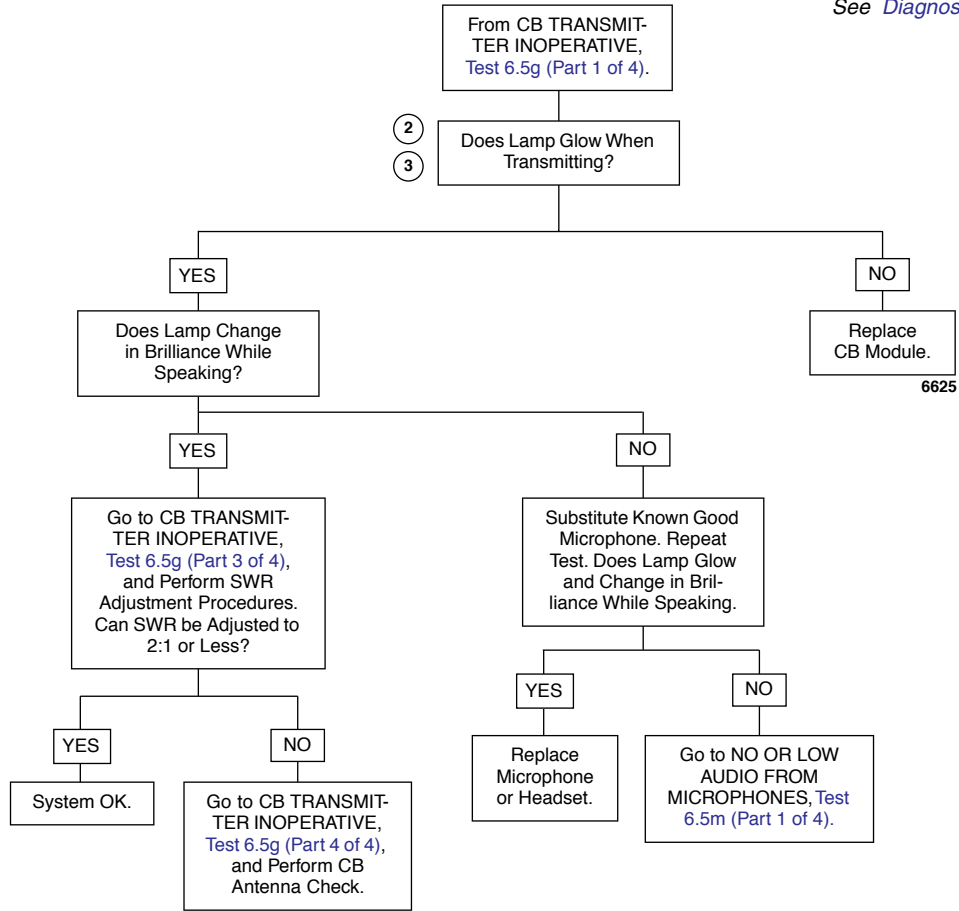 See Diagnos
From CB TRANSMIT-
TER INOPERATIVE,
Test 6.5g (Part 1 of 4).
2
3
Does Lamp Glow When
Transmitting?
YES
NO
Does Lamp Change
in Brilliance While
Speaking?
Replace
CB Module.
6625
YES
NO
Go to CB TRANSMIT-
TER INOPERATIVE,
Test 6.5g (Part 3 of 4),
and Perform SWR
Adjustment Procedures.
Can SWR be Adjusted to
2:1 or Less?
Substitute Known Good
Microphone. Repeat
Test. Does Lamp Glow
and Change in Bril-
liance While Speaking.
YES
NO
YES
NO
System OK.
Go to CB TRANSMIT-
TER INOPERATIVE,
Test 6.5g (Part 4 of 4),
and Perform CB
Antenna Check.
Replace
Microphone
or Headset.
Go to NO OR LOW
AUDIO FROM
MICROPHONES, Test
6.5m (Part 1 of 4).